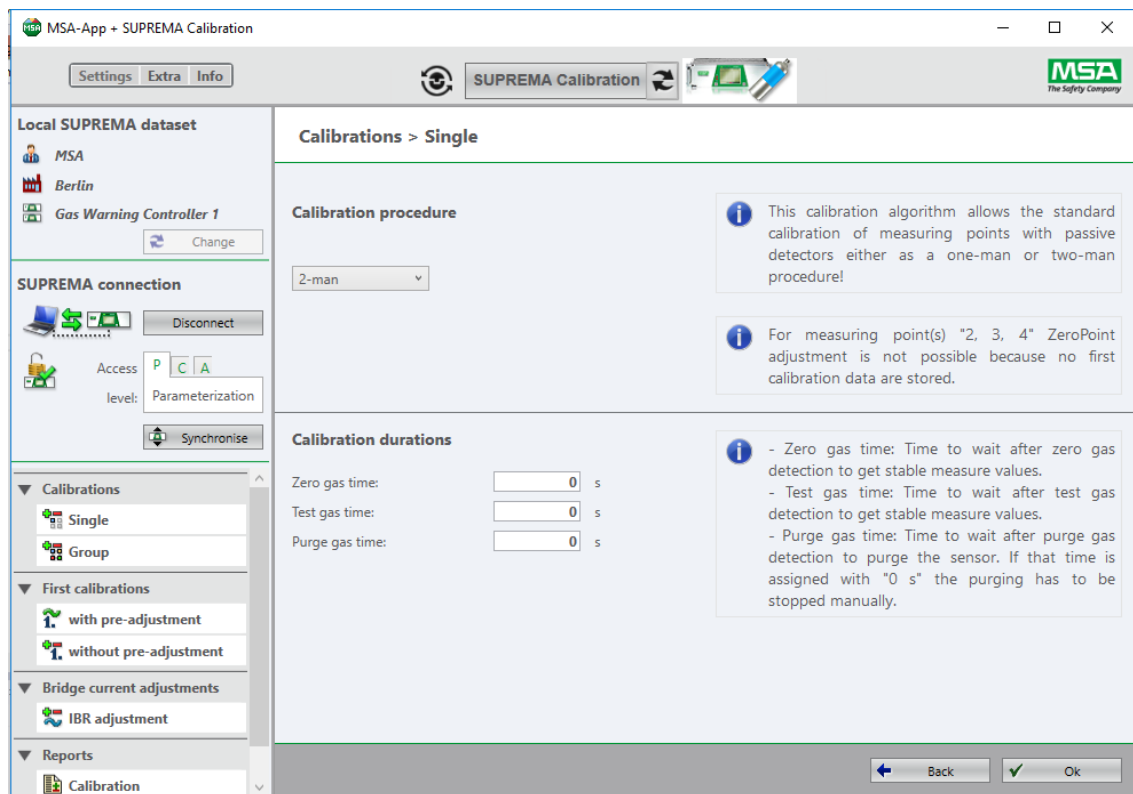 MSA-App + SUPREMA Calibration
Settings Extra Info
SUPREMA Calibration
MSA
The Safety Company
Local SUPREMA dataset
MSA
Berlin
Gas Warning Controller 1
Change
SUPREMA connection
Disconnect
Access level:
P C A
Parameterization
Synchronise
Calibrations
Single
Group
First calibrations
with pre-adjustment
without pre-adjustment
Bridge current adjustments
IBR adjustment
Reports
Calibration
Calibrations > Single
Calibration procedure
2-man
This calibration algorithm allows the standard
calibration of measuring points with passive
detectors either as a one-man or two-man
procedure!
For measuring point(s) "2, 3, 4" ZeroPoint
adjustment is not possible because no first
calibration data are stored.
Calibration durations
Zero gas time: 0 s
Test gas time: 0 s
Purge gas time: 0 s
- Zero gas time: Time to wait after zero gas
detection to get stable measure values.
- Test gas time: Time to wait after test gas
detection to get stable measure values.
- Purge gas time: Time to wait after purge gas
detection to purge the sensor. If that time is
assigned with "0 s" the purging has to be
stopped manually.
Back
Ok